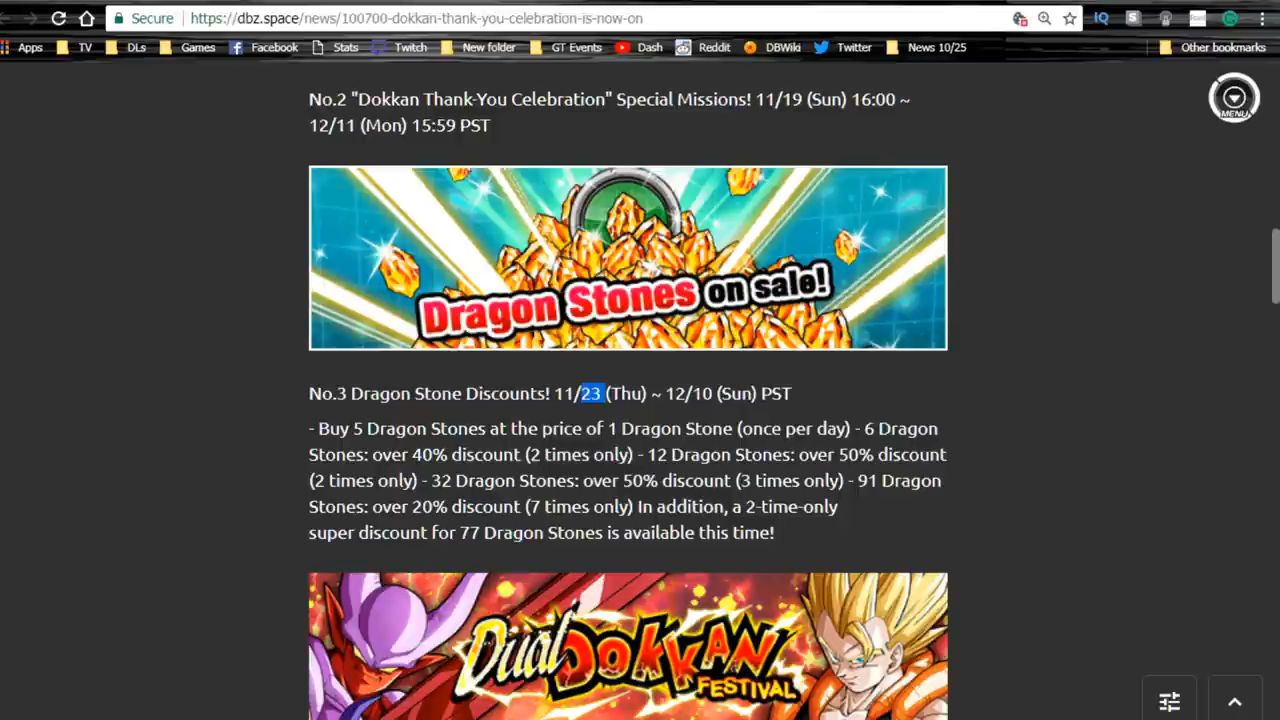 Secure https://dbz.space/news/100700-dokkan-thank-you-celebration-is-now-on
Apps TV DLs Games Facebook Stats Twitch New folder GT Events Dash Reddit DBWiki Twitter News 10/25 Other bookmarks
MENU
No.2 "Dokkan Thank-You Celebration" Special Missions! 11/19 (Sun) 16:00 ~
12/11 (Mon) 15:59 PST
Dragon Stones on sale!
No.3 Dragon Stone Discounts! 11/23 (Thu) ~ 12/10 (Sun) PST
- Buy 5 Dragon Stones at the price of 1 Dragon Stone (once per day) - 6 Dragon
Stones: over 40% discount (2 times only) - 12 Dragon Stones: over 50% discount
(2 times only) - 32 Dragon Stones: over 50% discount (3 times only) - 91 Dragon
Stones: over 20% discount (7 times only) In addition, a 2-time-only
super discount for 77 Dragon Stones is available this time!
Dual DOKKAN
FESTIVAL